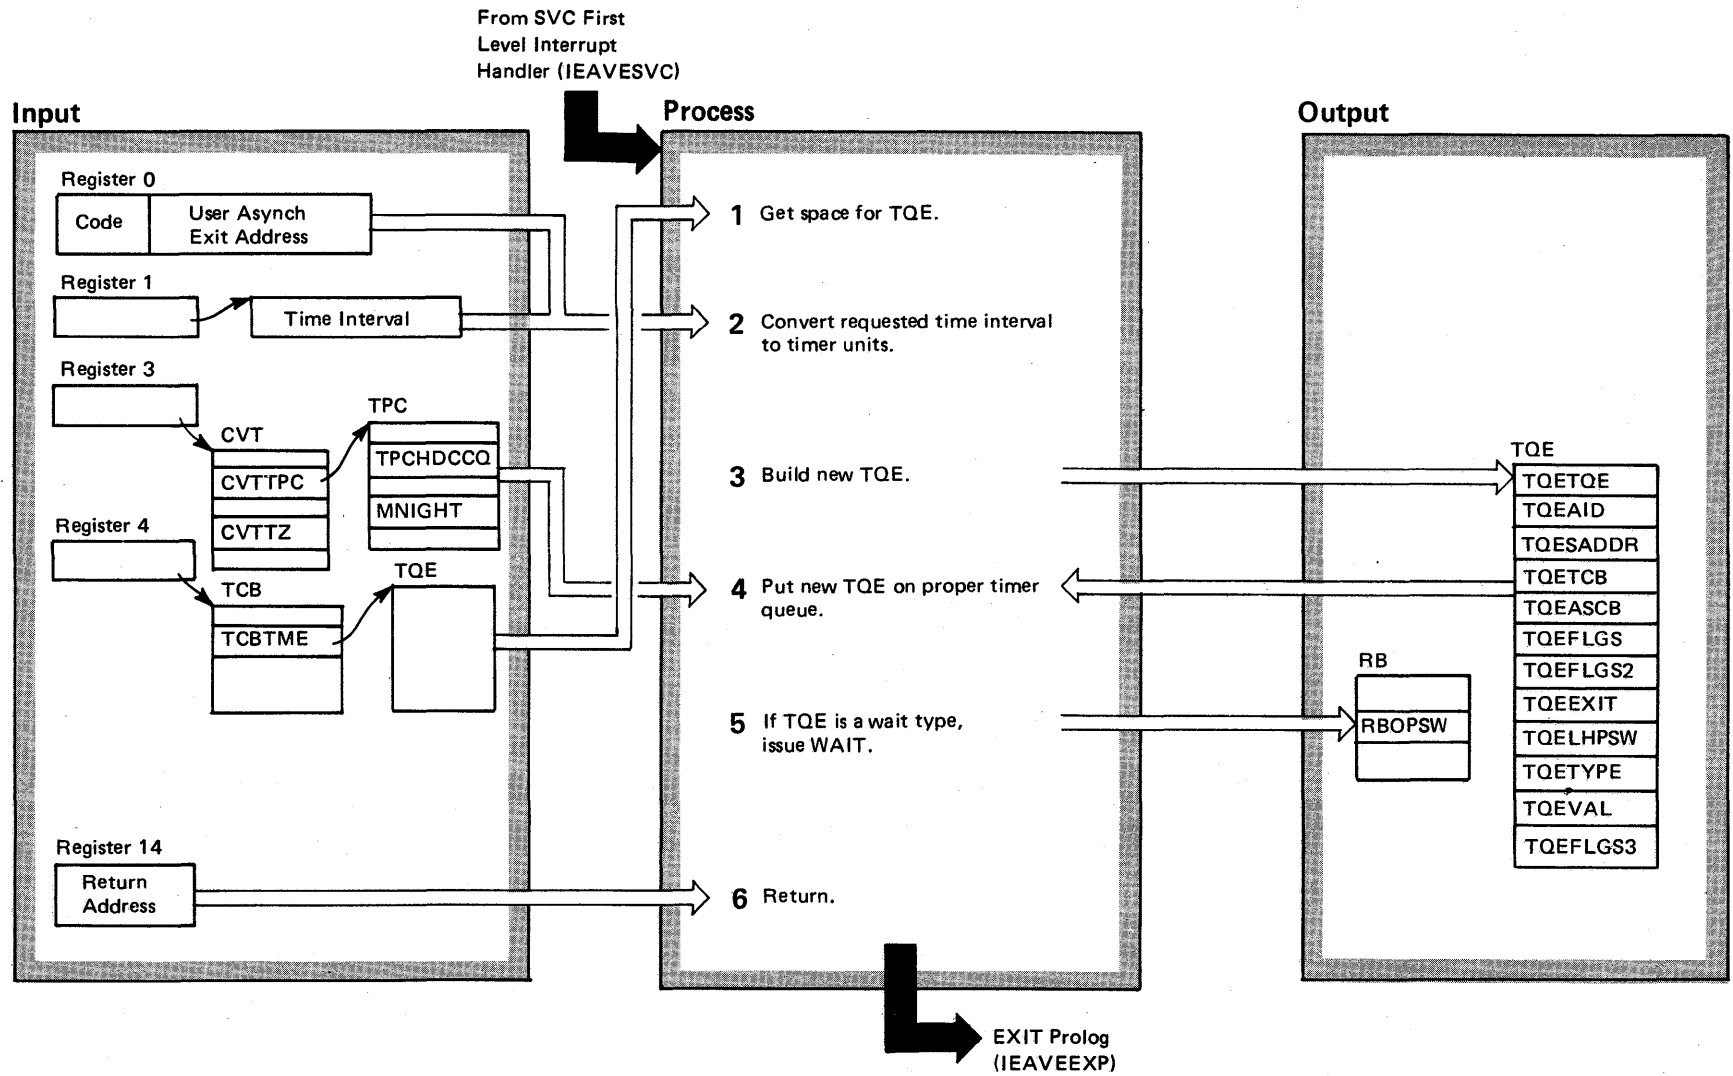 From SVC First
Level Interrupt
Handler (IEAVESVC)
Input
Process
Output
Register 0
Code
User Asynch
Exit Address
Register 1
Time Interval
Register 3
CVT
CVTTPC
CVTTZ
TPC
TPCHDCCQ
MNIGHT
Register 4
TCB
TCBTME
TQE
Register 14
Return
Address
1 Get space for TQE.
2 Convert requested time interval
to timer units.
3 Build new TQE.
4 Put new TQE on proper timer
queue.
5 If TQE is a wait type,
issue WAIT.
6 Return.
TQE
TQETQE
TQEAID
TQESADDR
TQETCB
TQEASCB
TQEFLGS
TQEFLGS2
TQEEXIT
TQELHPSW
TQETYPE
TQEVAL
TQEFLGS3
RB
RBOPSW
EXIT Prolog
(IEAVEEXP)